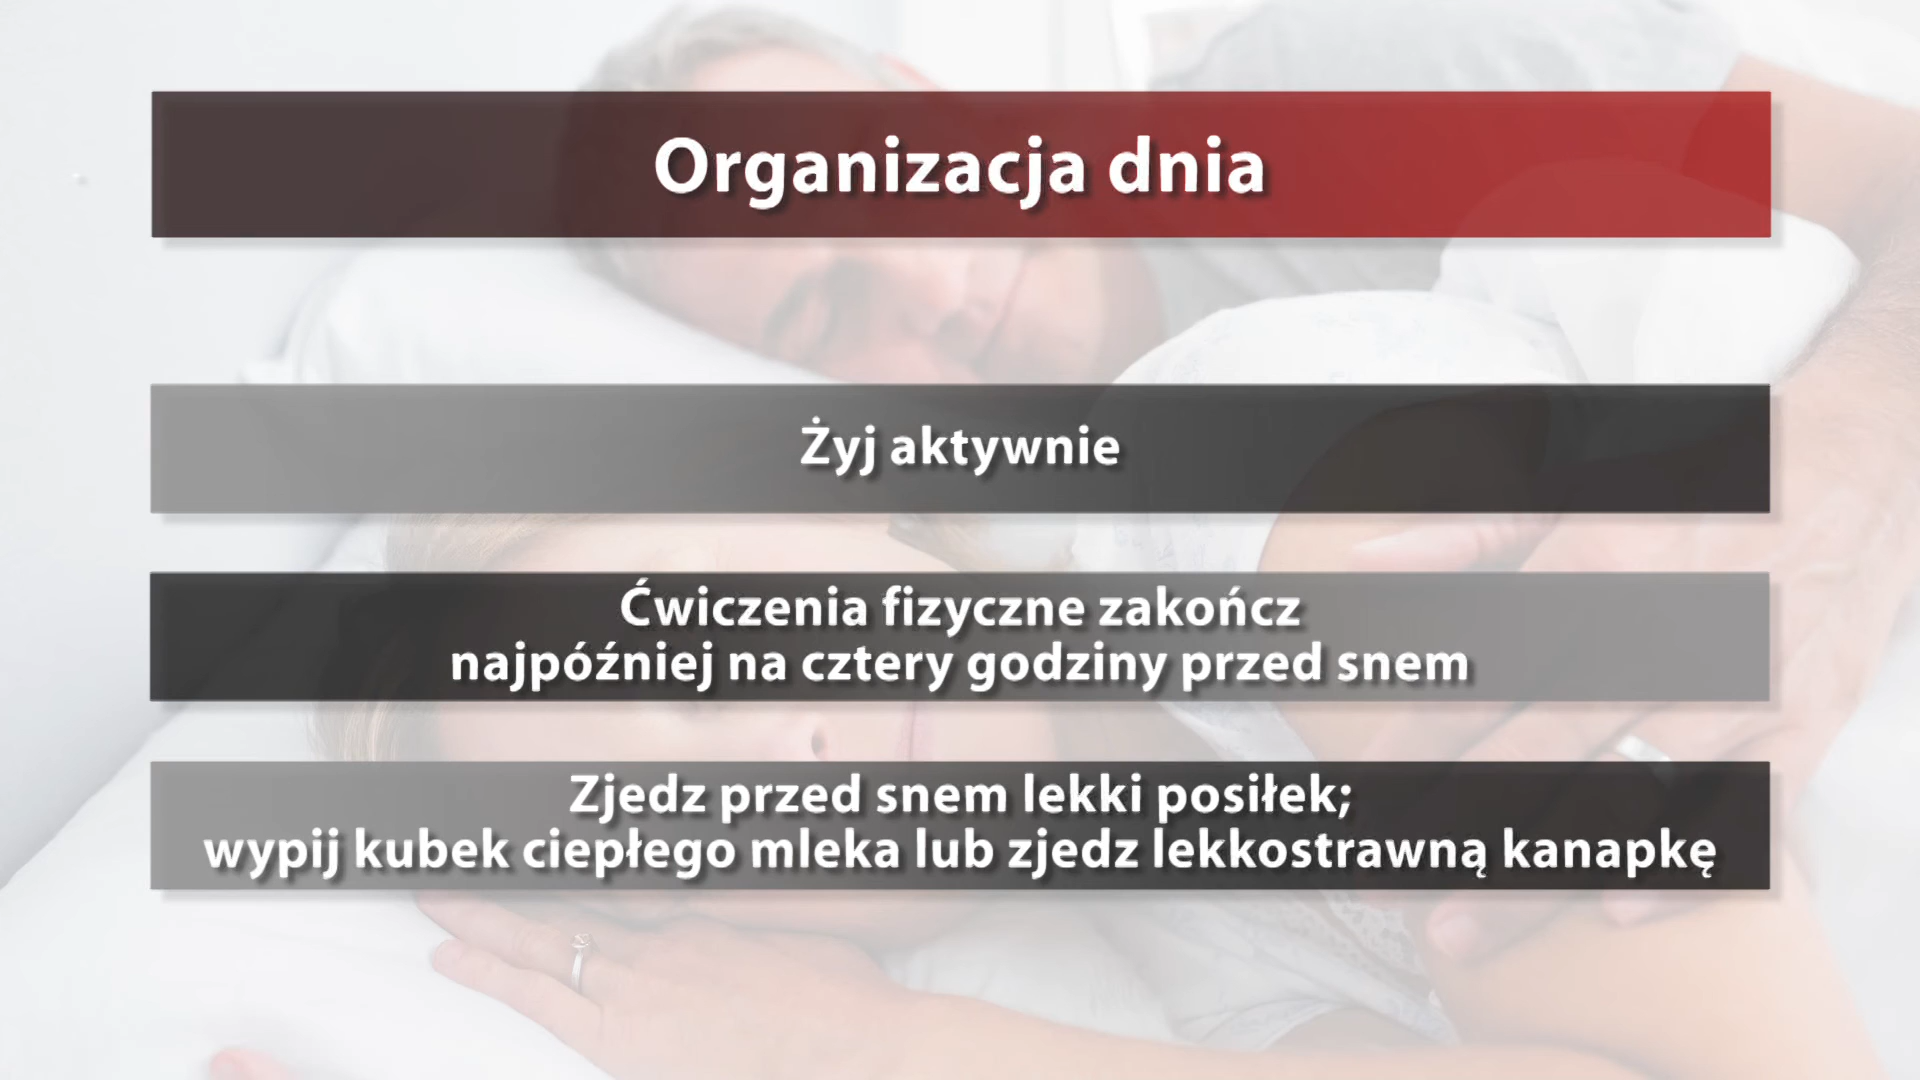 Organizacja dnia
Żyj aktywnie
Ćwiczenia fizyczne zakończ
najpóźniej na cztery godziny przed snem
Zjedz przed snem lekki posiłek;
wypij kubek ciepłego mleka lub zjedz lekkostrawną kanapkę